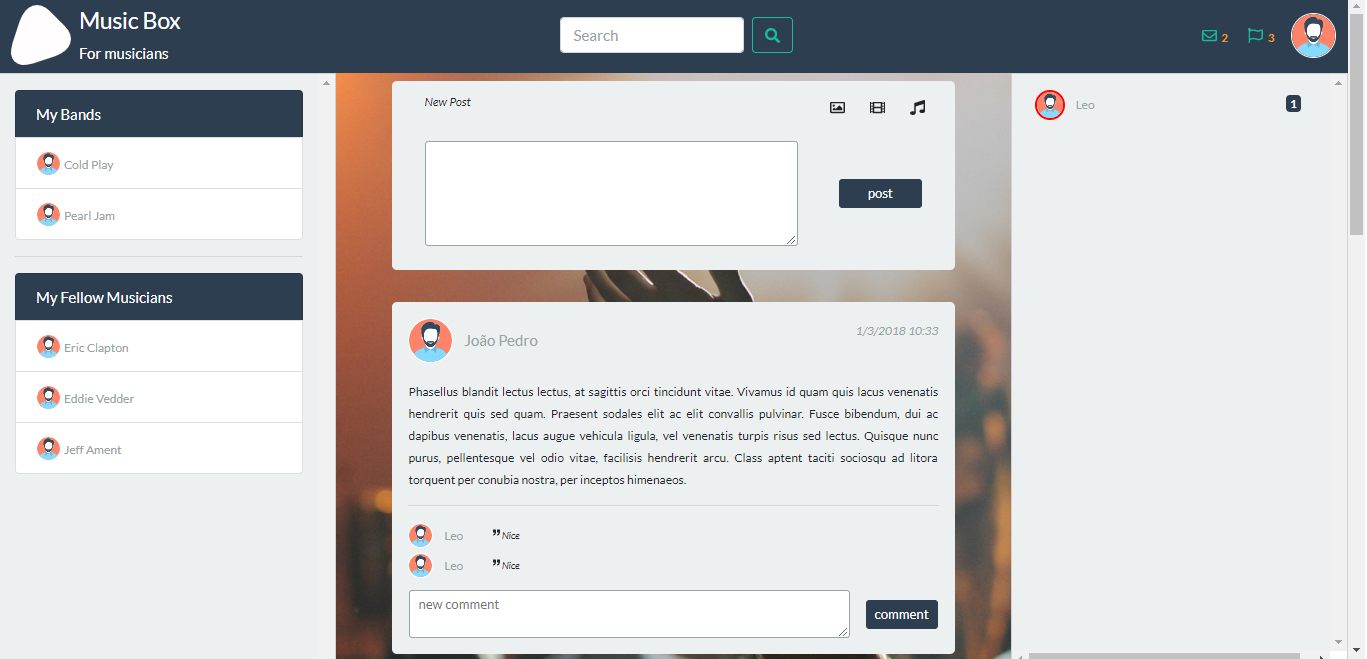 Music Box
For musicians
Search
2
3
My Bands
Cold Play
Pearl Jam
My Fellow Musicians
Eric Clapton
Eddie Vedder
Jeff Ament
New Post
post
João Pedro
1/3/2018 10:33
Phasellus blandit lectus lectus, at sagittis orci tincidunt vitae. Vivamus id quam quis lacus venenatis
hendrerit quis sed quam. Praesent sodales elit ac elit convallis pulvinar. Fusce bibendum, dui ac
dapibus venenatis, lacus augue vehicula ligula, vel venenatis turpis risus sed lectus. Quisque nunc
purus, pellentesque vel odio vitae, facilisis hendrerit arcu. Class aptent taciti sociosqu ad litora
torquent per conubia nostra, per inceptos himenaeos.
Leo ❞Nice
Leo ❞Nice
new comment
comment
Leo
1